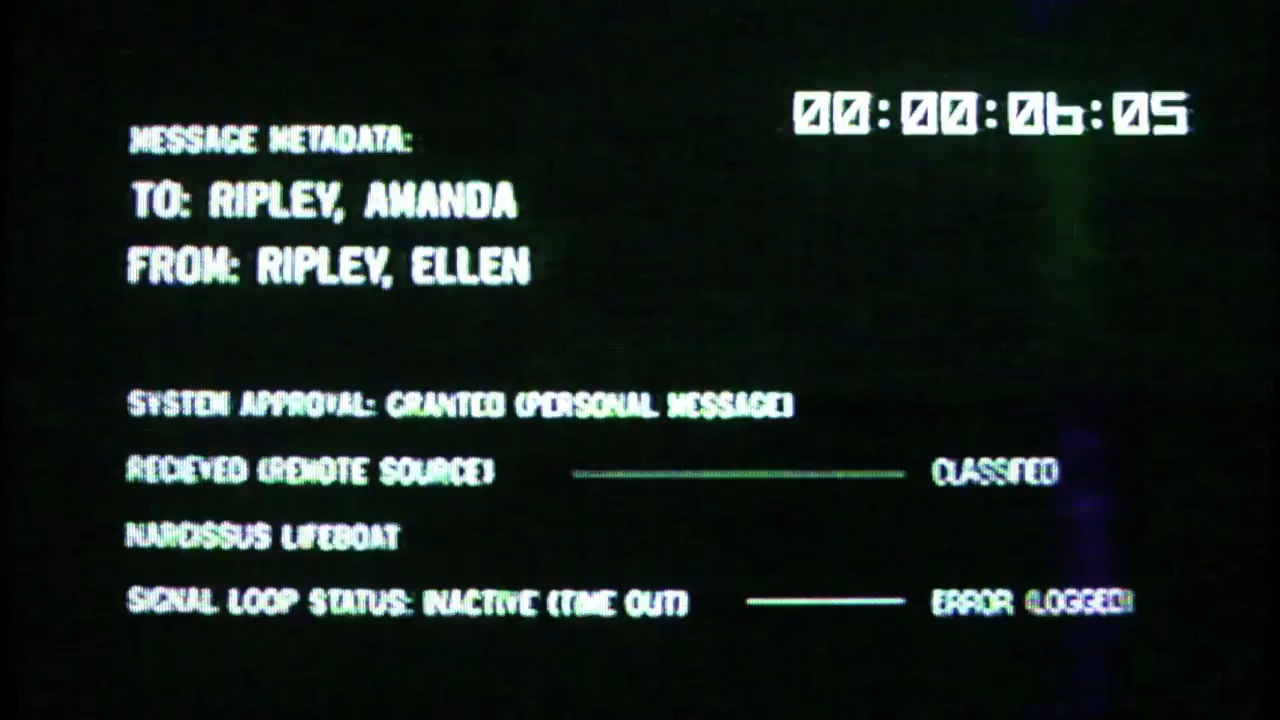 00:00:06:05
MESSAGE METADATA:
TO: RIPLEY, AMANDA
FROM: RIPLEY, ELLEN
SYSTEM APPROVAL: GRANTED (PERSONAL MESSAGE)
RECIEVED (REMOTE SOURCE) CLASSIFIED
NARCISSUS LIFEBOAT
SIGNAL LOOP STATUS: INACTIVE (TIME OUT) ERROR (LOGGED)